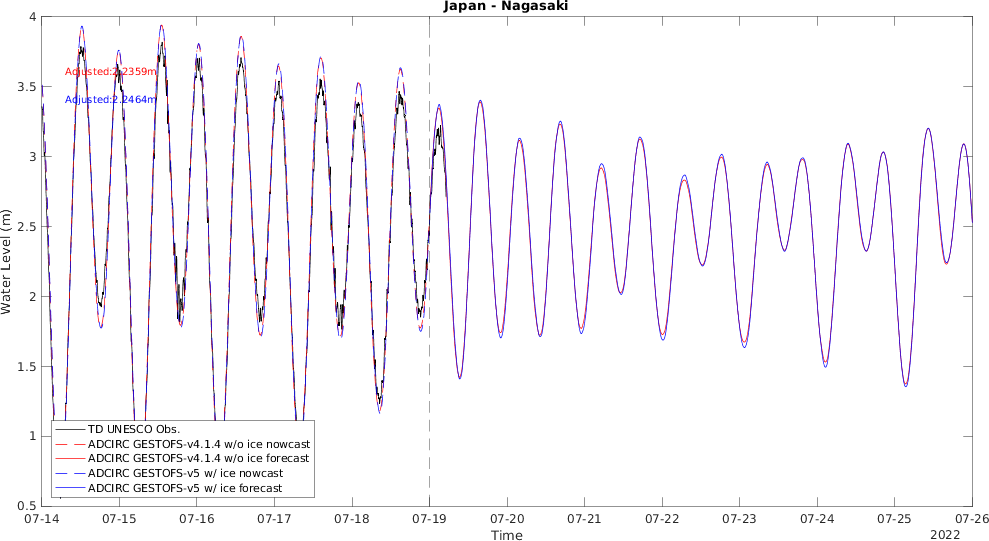 Japan - Nagasaki
4
3.5
3
2.5
2
1.5
1
0.5
Water Level (m)
Adjusted:2.2359m
Adjusted:2.2464m
TD UNESCO Obs.
ADCIRC GESTOFS-v4.1.4 w/o ice nowcast
ADCIRC GESTOFS-v4.1.4 w/o ice forecast
ADCIRC GESTOFS-v5 w/ ice nowcast
ADCIRC GESTOFS-v5 w/ ice forecast
07-14 07-15 07-16 07-17 07-18 07-19 07-20 07-21 07-22 07-23 07-24 07-25 07-26
Time
2022